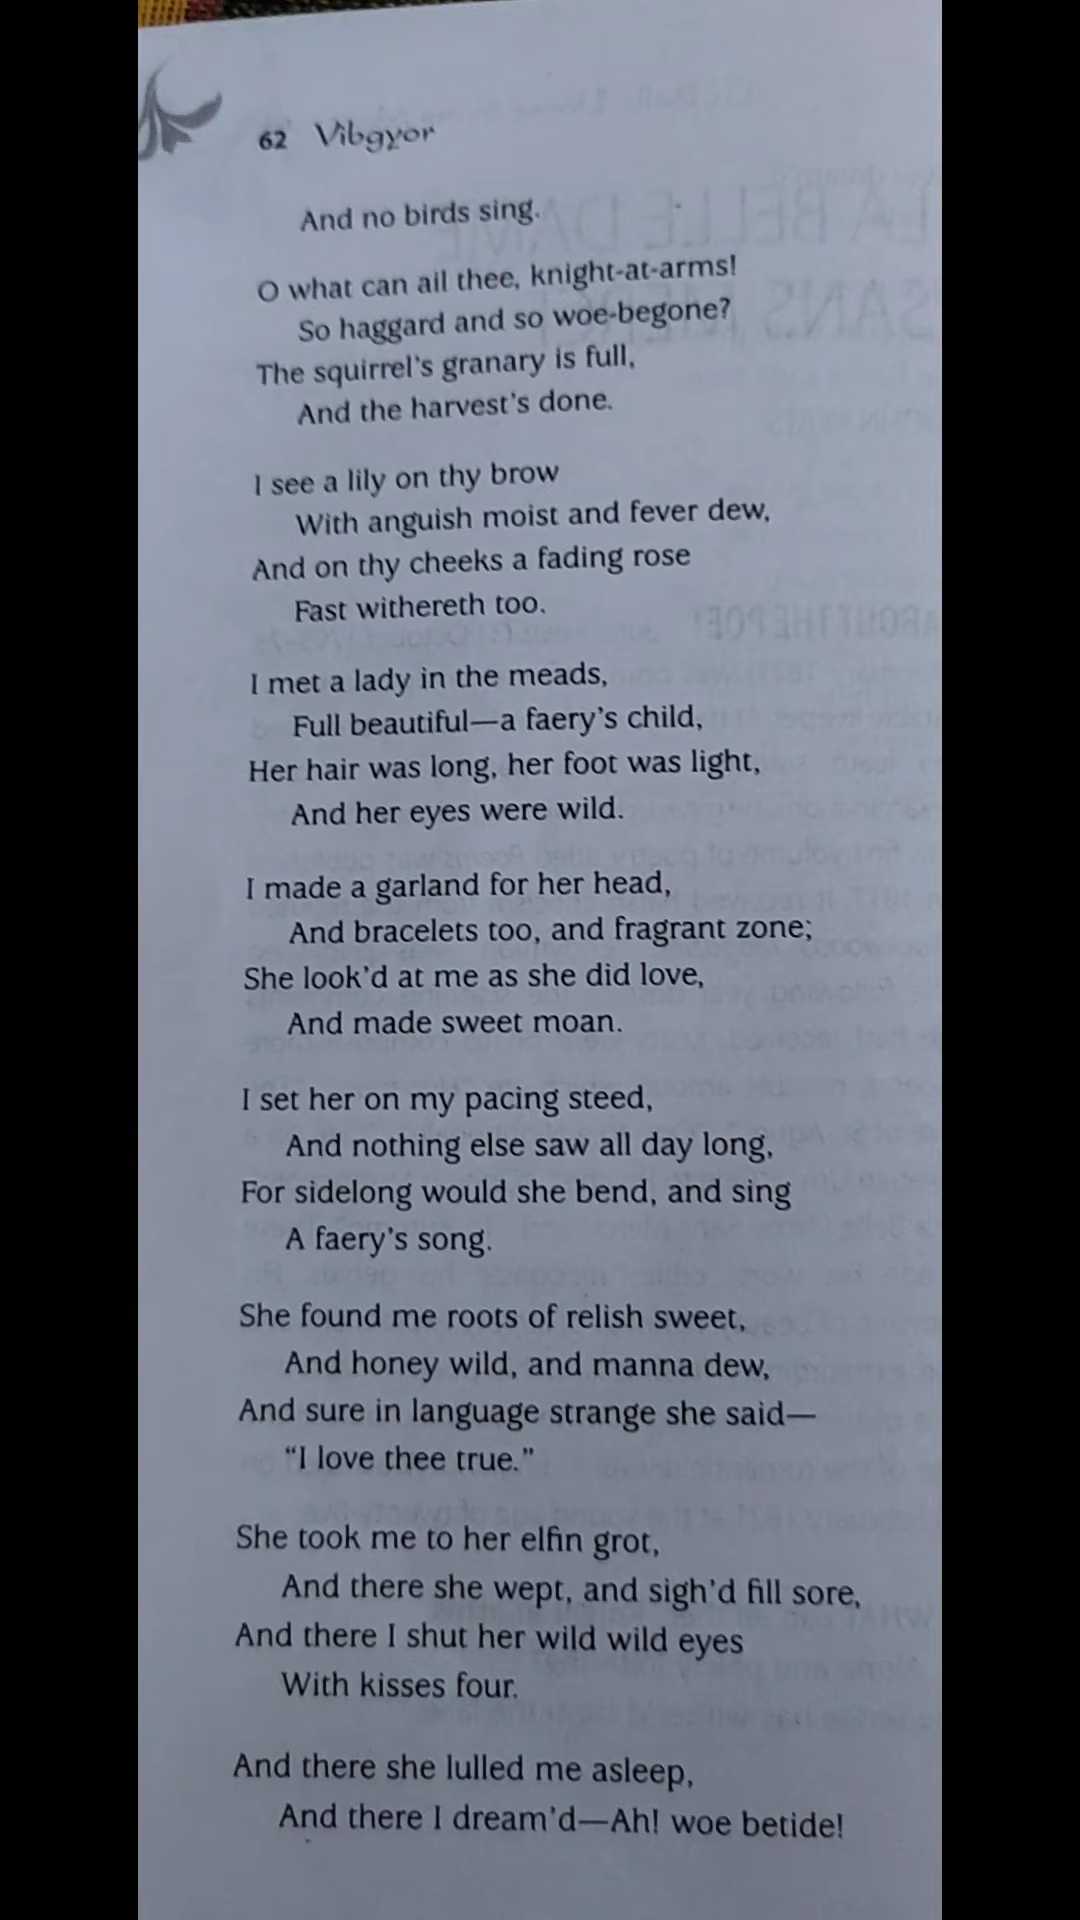 62 Vibgyor
And no birds sing.
O what can ail thee, knight-at-arms!
So haggard and so woe-begone?
The squirrel's granary is full,
And the harvest's done.
I see a lily on thy brow
With anguish moist and fever dew,
And on thy cheeks a fading rose
Fast withereth too.
I met a lady in the meads,
Full beautiful—a faery's child,
Her hair was long, her foot was light,
And her eyes were wild.
I made a garland for her head,
And bracelets too, and fragrant zone;
She look'd at me as she did love,
And made sweet moan.
I set her on my pacing steed,
And nothing else saw all day long,
For sidelong would she bend, and sing
A faery's song.
She found me roots of relish sweet,
And honey wild, and manna dew,
And sure in language strange she said—
“I love thee true.”
She took me to her elfin grot,
And there she wept, and sigh'd fill sore,
And there I shut her wild wild eyes
With kisses four.
And there she lulled me asleep,
And there I dream'd—Ah! woe betide!